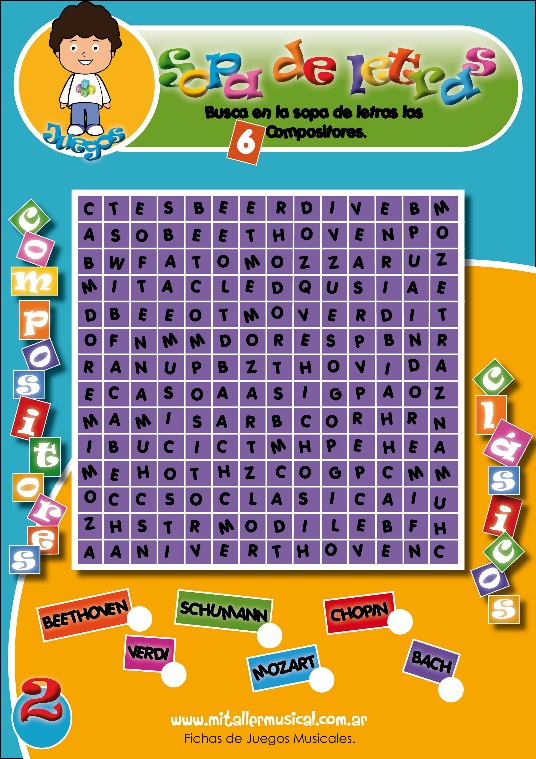 Sopa de letras
Busca en la sopa de letras los
6 Compositores.
Juegos
Compositores
clásicos
C T E S B E E R D I V E B M
A S O B E E T H O V E N P O
B W F A T O M O Z Z A R U Z
M I T A C L E D Q U S I A E
D B E E O T M O V E R D I T
O F N M M D O R E S P B N R
R A N U P B Z T H O V I D A
E C A S O A A S I G P A O Z
M A M I S A R B C O R H R N
I B U C I C T M H P E H E A
M E H O T H Z C O G P C M M
O C C S O C L A S I C A I U
Z H S T R M O D I L E B F H
A A N I V E R T H O V E N C
BEETHOVEN
SCHUMANN
CHOPIN
VERDI
MOZART
BACH
2
www.mitallermusical.com.ar
Fichas de Juegos Musicales.